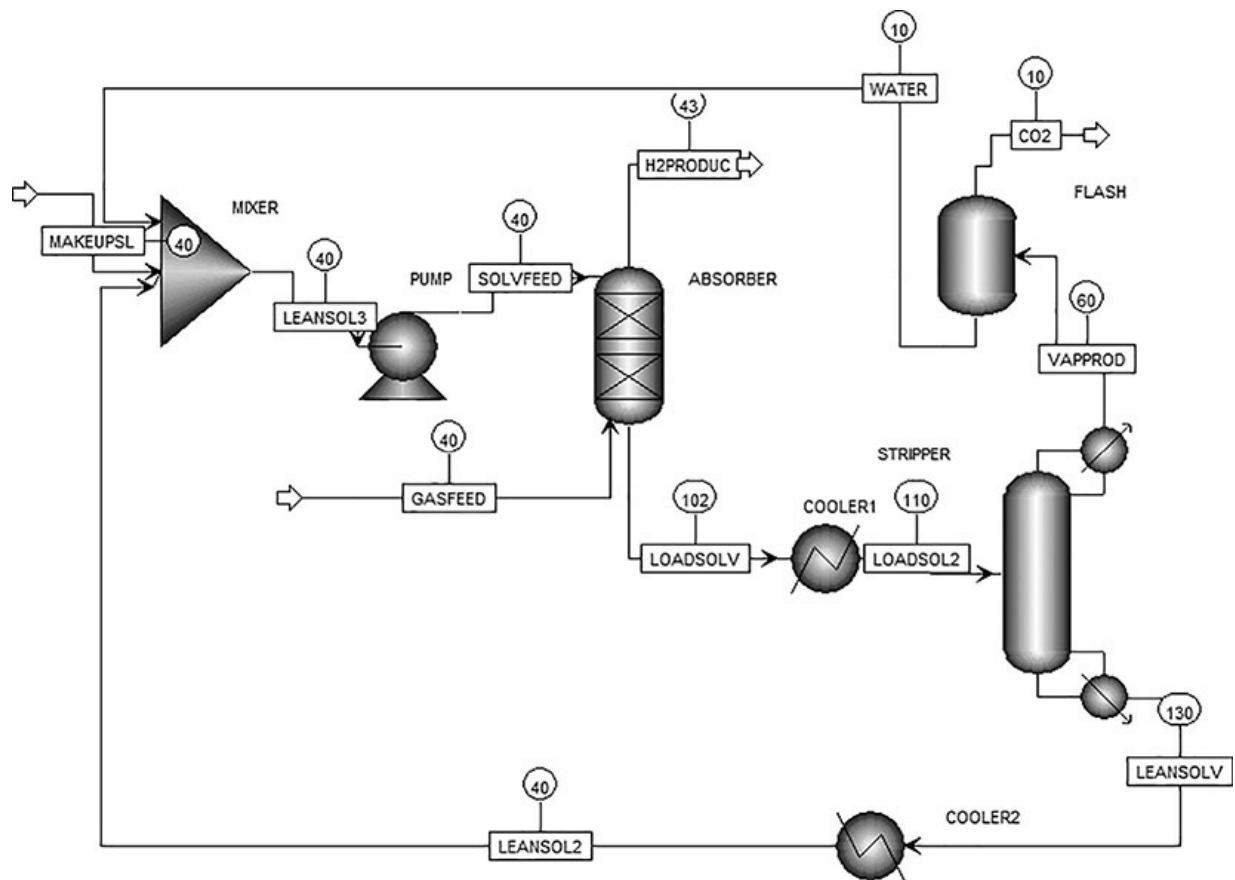 10
WATER
10
CO2
43
H2PRODUC
FLASH
MIXER
MAKEUPSL
40
40
LEANSOL3
PUMP
40
SOLVFEED
ABSORBER
60
VAPPROD
40
GASFEED
STRIPPER
COOLER1
102
LOADSOLV
110
LOADSOL2
130
LEANSOLV
COOLER2
40
LEANSOL2